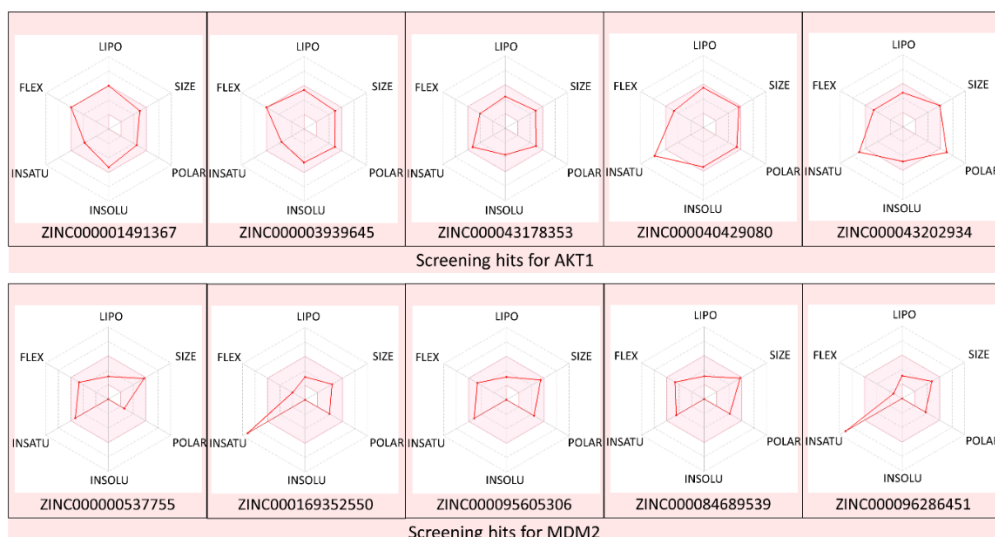 LIPO
FLEX
SIZE
INSATU
POLAR
INSOLU
ZINC000001491367
LIPO
FLEX
SIZE
INSATU
POLAR
INSOLU
ZINC000003939645
LIPO
FLEX
SIZE
INSATU
POLAR
INSOLU
ZINC000043178353
LIPO
FLEX
SIZE
INSATU
POLAR
INSOLU
ZINC000040429080
LIPO
FLEX
SIZE
INSATU
POLAR
INSOLU
ZINC000043202934
Screening hits for AKT1
LIPO
FLEX
SIZE
INSATU
POLAR
INSOLU
ZINC000000537755
LIPO
FLEX
SIZE
INSATU
POLAR
INSOLU
ZINC000169352550
LIPO
FLEX
SIZE
INSATU
POLAR
INSOLU
ZINC000095605306
LIPO
FLEX
SIZE
INSATU
POLAR
INSOLU
ZINC000084689539
LIPO
FLEX
SIZE
INSATU
POLAR
INSOLU
ZINC000096286451
Screening hits for MDM2